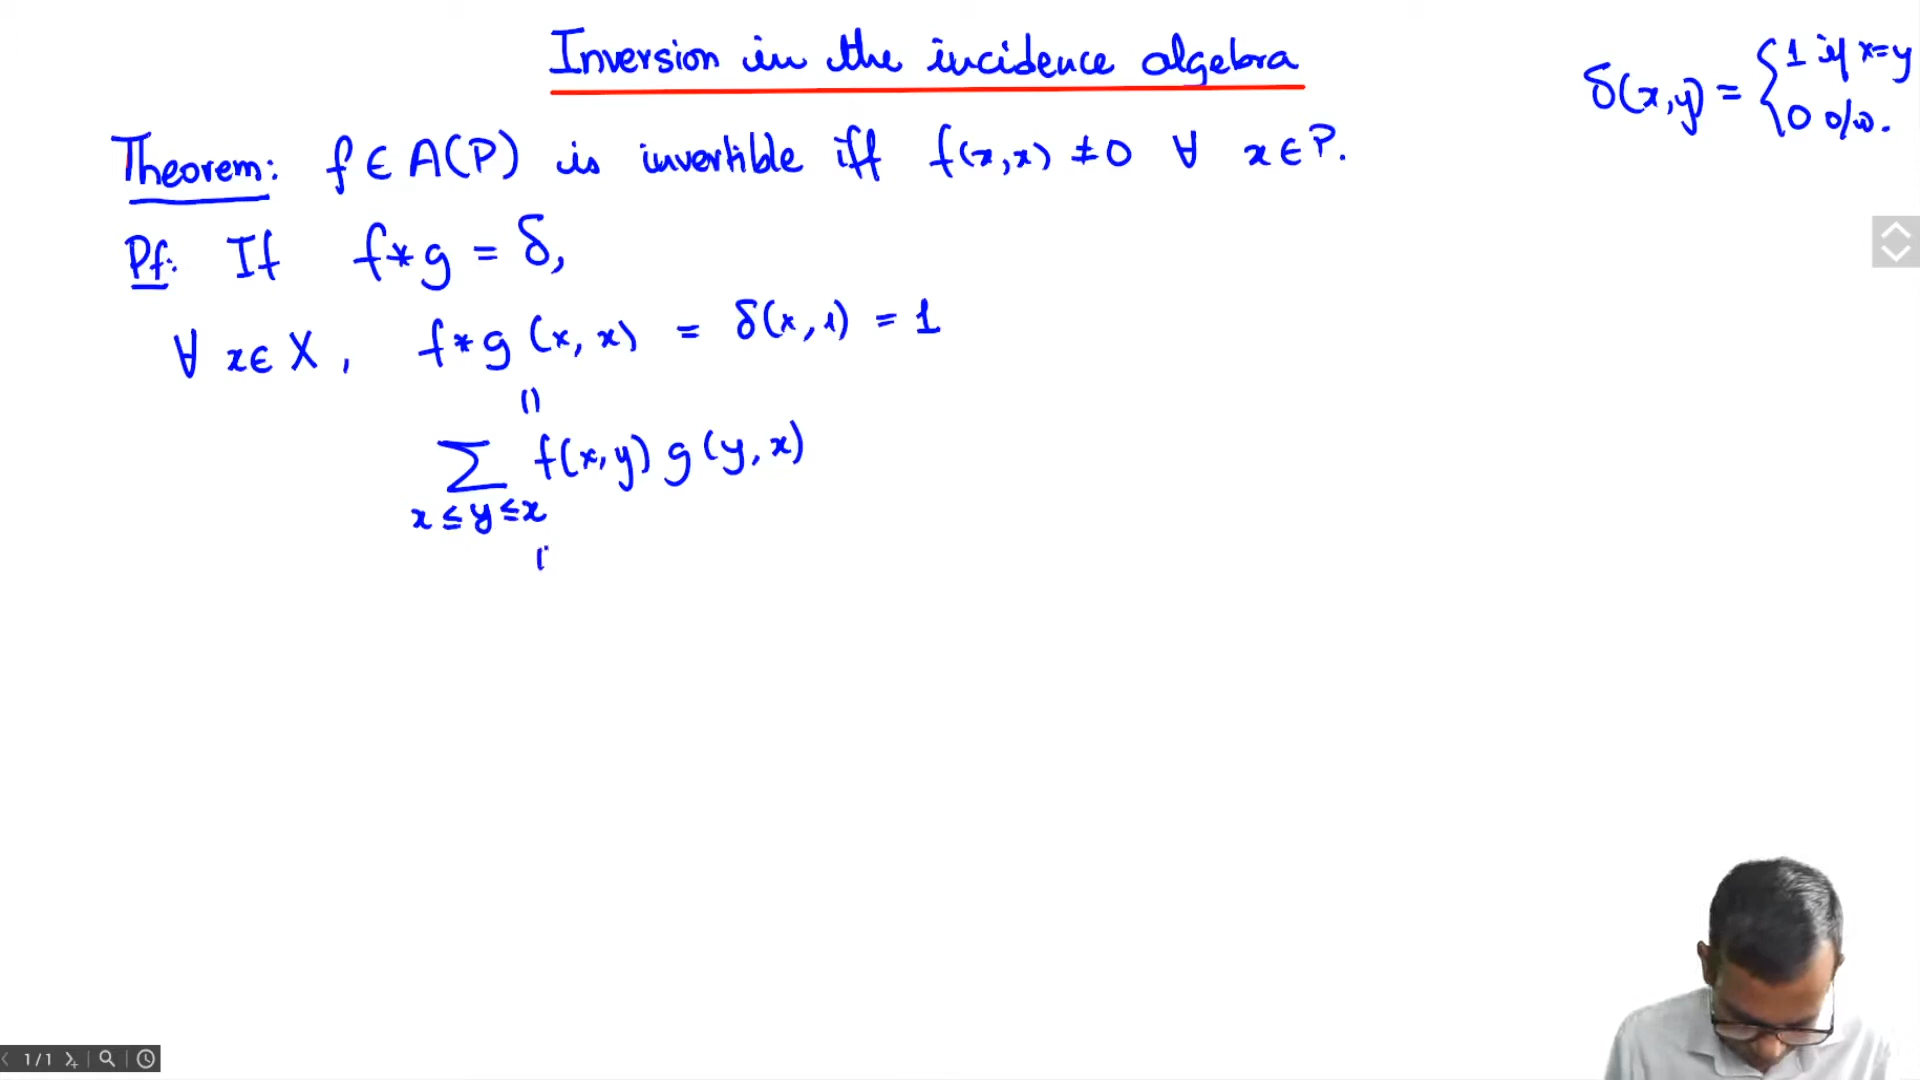 Inversion in the incidence algebra
δ(x,y) = { 1 if x=y
0 o/w.
Theorem: f ∈ A(P) is invertible iff f(x,x) ≠ 0 ∀ x ∈ P.
Pf: If f*g = δ,
∀ x ∈ X, f*g (x, x) = δ(x, x) = 1
||
∑ f(x,y) g(y,x)
x ≤ y ≤ x
1/1